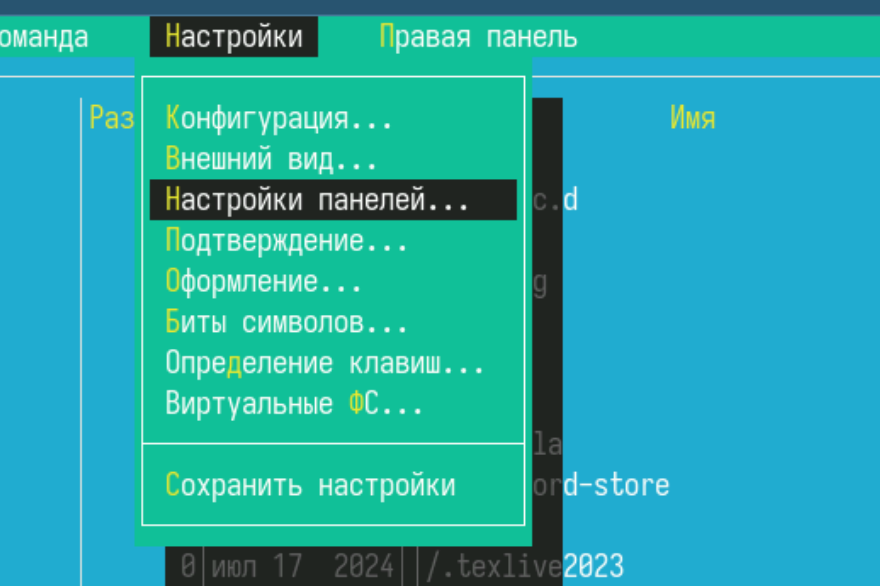 оманда Настройки Правая панель
Раз Имя
Конфигурация...
Внешний вид...
Настройки панелей... c.d
Подтверждение...
Оформление... g
Биты символов...
Определение клавиш...
Виртуальные ФС...
la
Сохранить настройки ord-store
0 июл 17 2024 /.texlive2023